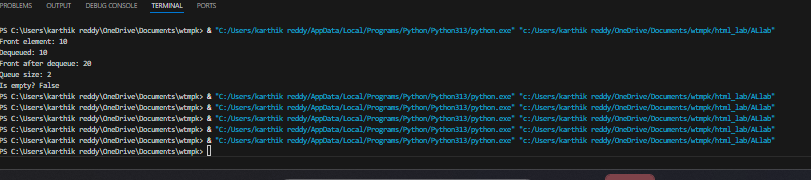 PROBLEMS OUTPUT DEBUG CONSOLE TERMINAL PORTS
PS C:\Users\karthik reddy\OneDrive\Documents\wtmpk> & "C:/Users/karthik reddy/AppData/Local/Programs/Python/Python313/python.exe" "c:/Users/karthik reddy/OneDrive/Documents/wtmpk/html_lab/ALlab"
Front element: 10
Dequeued: 10
Front after dequeue: 20
Queue size: 2
Is empty? False
PS C:\Users\karthik reddy\OneDrive\Documents\wtmpk> & "C:/Users/karthik reddy/AppData/Local/Programs/Python/Python313/python.exe" "c:/Users/karthik reddy/OneDrive/Documents/wtmpk/html_lab/ALlab"
PS C:\Users\karthik reddy\OneDrive\Documents\wtmpk> & "C:/Users/karthik reddy/AppData/Local/Programs/Python/Python313/python.exe" "c:/Users/karthik reddy/OneDrive/Documents/wtmpk/html_lab/ALlab"
PS C:\Users\karthik reddy\OneDrive\Documents\wtmpk> & "C:/Users/karthik reddy/AppData/Local/Programs/Python/Python313/python.exe" "c:/Users/karthik reddy/OneDrive/Documents/wtmpk/html_lab/ALlab"
PS C:\Users\karthik reddy\OneDrive\Documents\wtmpk> & "C:/Users/karthik reddy/AppData/Local/Programs/Python/Python313/python.exe" "c:/Users/karthik reddy/OneDrive/Documents/wtmpk/html_lab/ALlab"
PS C:\Users\karthik reddy\OneDrive\Documents\wtmpk> & "C:/Users/karthik reddy/AppData/Local/Programs/Python/Python313/python.exe" "c:/Users/karthik reddy/OneDrive/Documents/wtmpk/html_lab/ALlab"
PS C:\Users\karthik reddy\OneDrive\Documents\wtmpk>